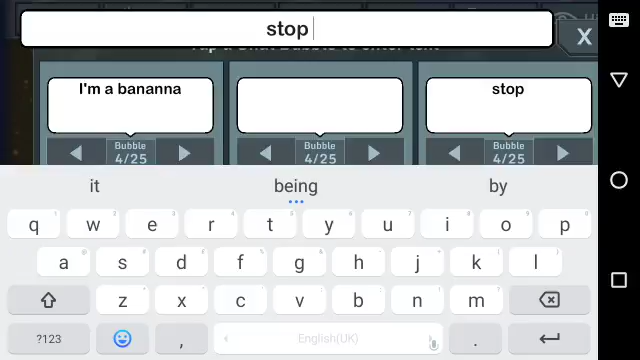 stop
Tap a Chat Bubble to enter text
X
I'm a bananna
stop
Bubble
4/25
Bubble
4/25
Bubble
4/25
it being by
q w e r t y u i o p
a s d f g h j k l
z x c v b n m
?123 , English(UK) .